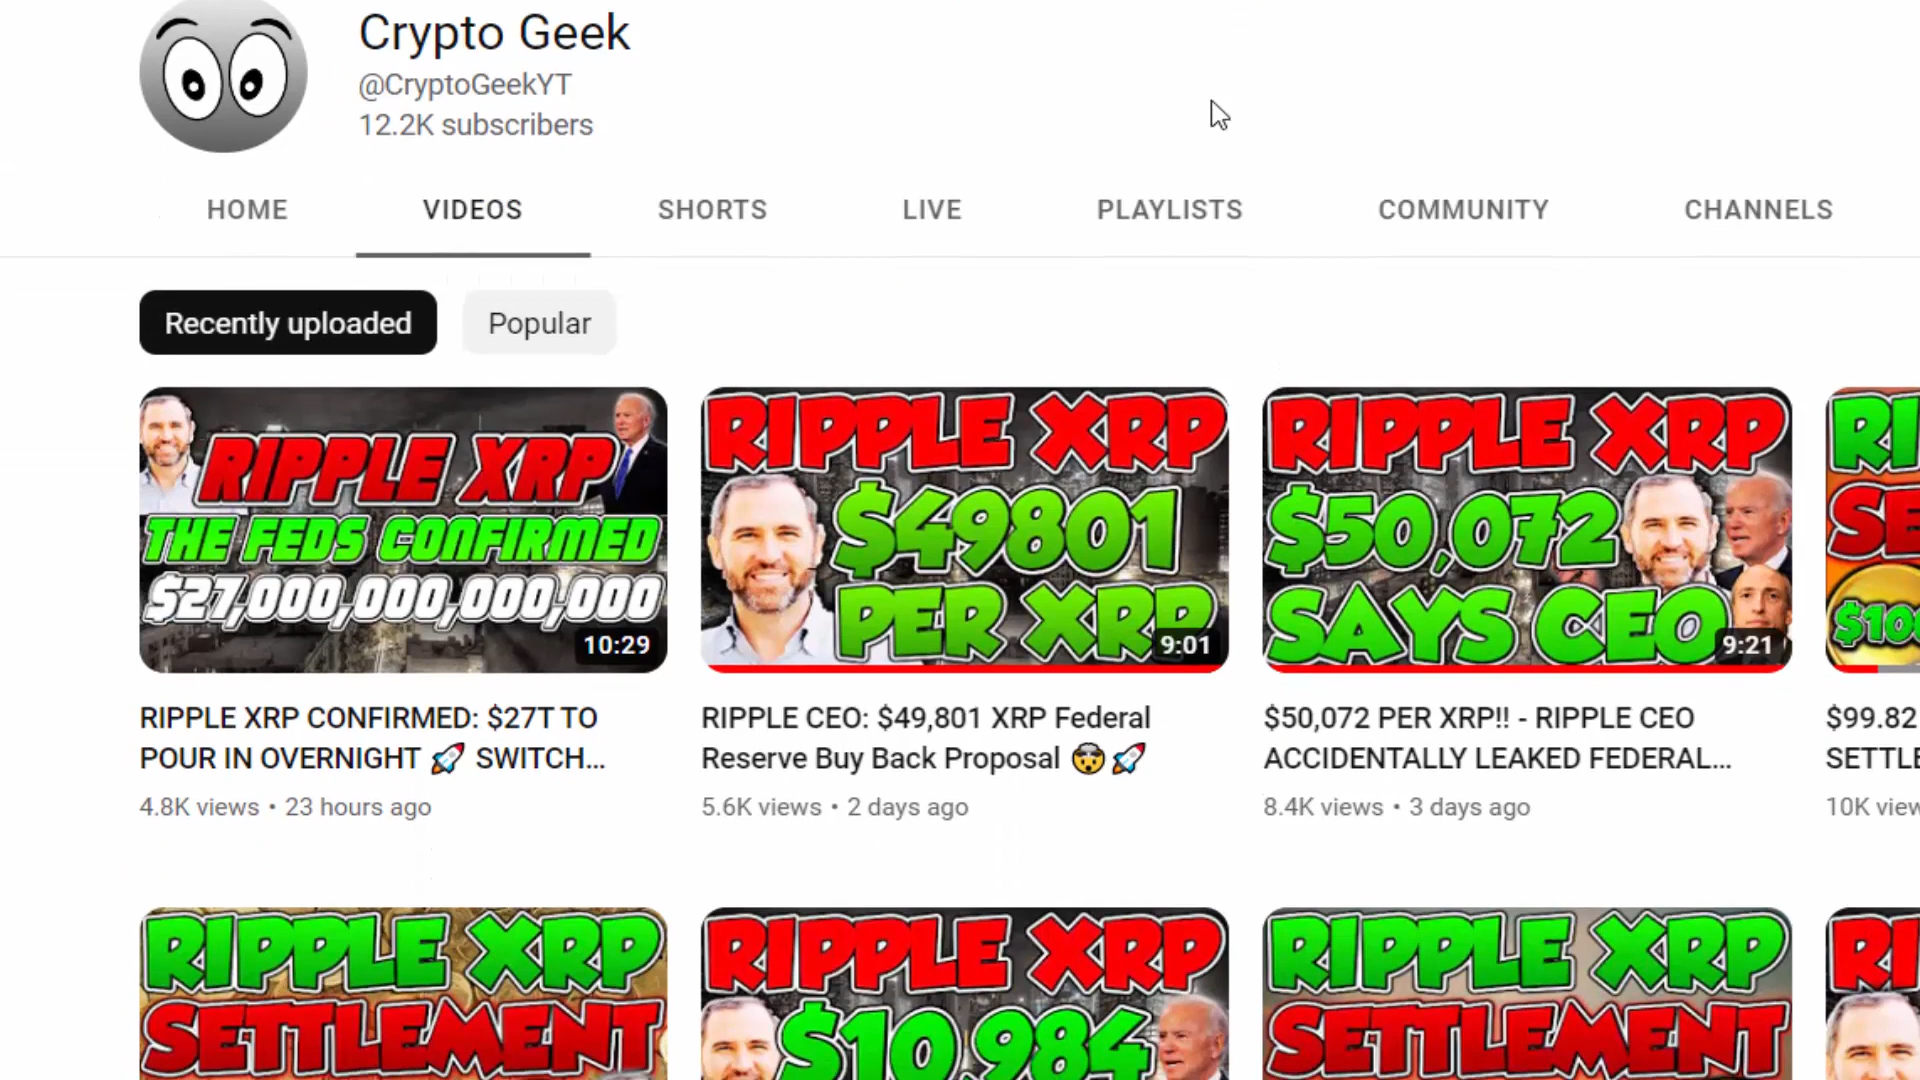 Crypto Geek
@CryptoGeekYT
12.2K subscribers
HOME VIDEOS SHORTS LIVE PLAYLISTS COMMUNITY CHANNELS
Recently uploaded Popular
RIPPLE XRP
THE FEDS CONFIRMED
$27,000,000,000,000
10:29
RIPPLE XRP
$49801
PER XRP
9:01
RIPPLE XRP
$50,072
SAYS CEO
9:21
RIPPLE XRP CONFIRMED: $27T TO
POUR IN OVERNIGHT 🚀 SWITCH...
4.8K views • 23 hours ago
RIPPLE CEO: $49,801 XRP Federal
Reserve Buy Back Proposal 🤯🚀
5.6K views • 2 days ago
$50,072 PER XRP!! - RIPPLE CEO
ACCIDENTALLY LEAKED FEDERAL...
8.4K views • 3 days ago
$99.82
10K
RIPPLE XRP
SETTLEMENT
RIPPLE XRP
$10,984
RIPPLE XRP
SETTLEMENT